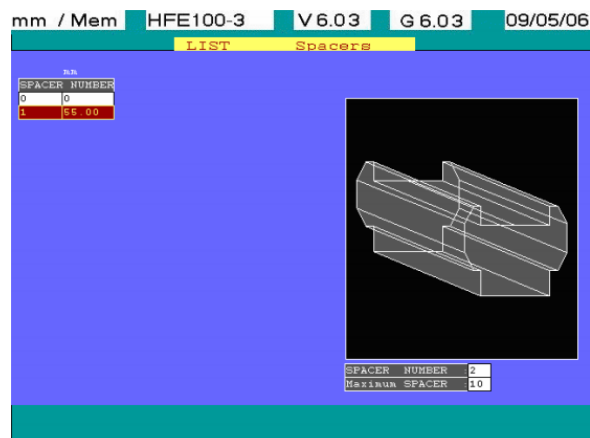 mm / Mem HFE100-3 V 6.03 G 6.03 09/05/06
LIST Spacers
mm
SPACER NUMBER
0 0
1 55.00
SPACER NUMBER :2
Maximum SPACER :10